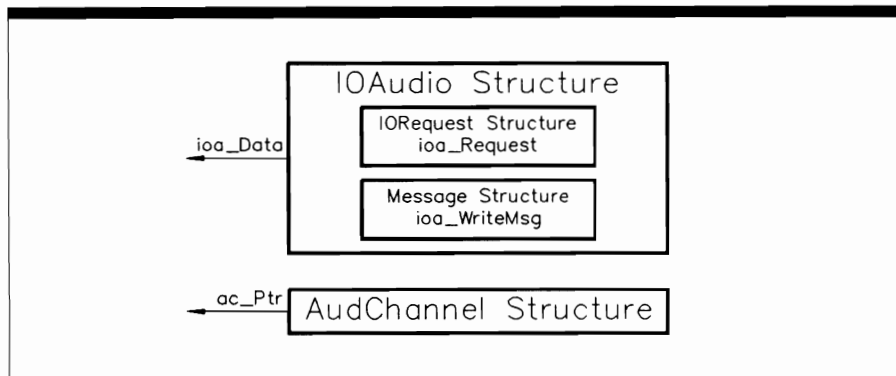 IOAudio Structure
IORequest Structure
ioa_Request
ioa_Data
Message Structure
ioa_WriteMsg
ac_Ptr
AudChannel Structure